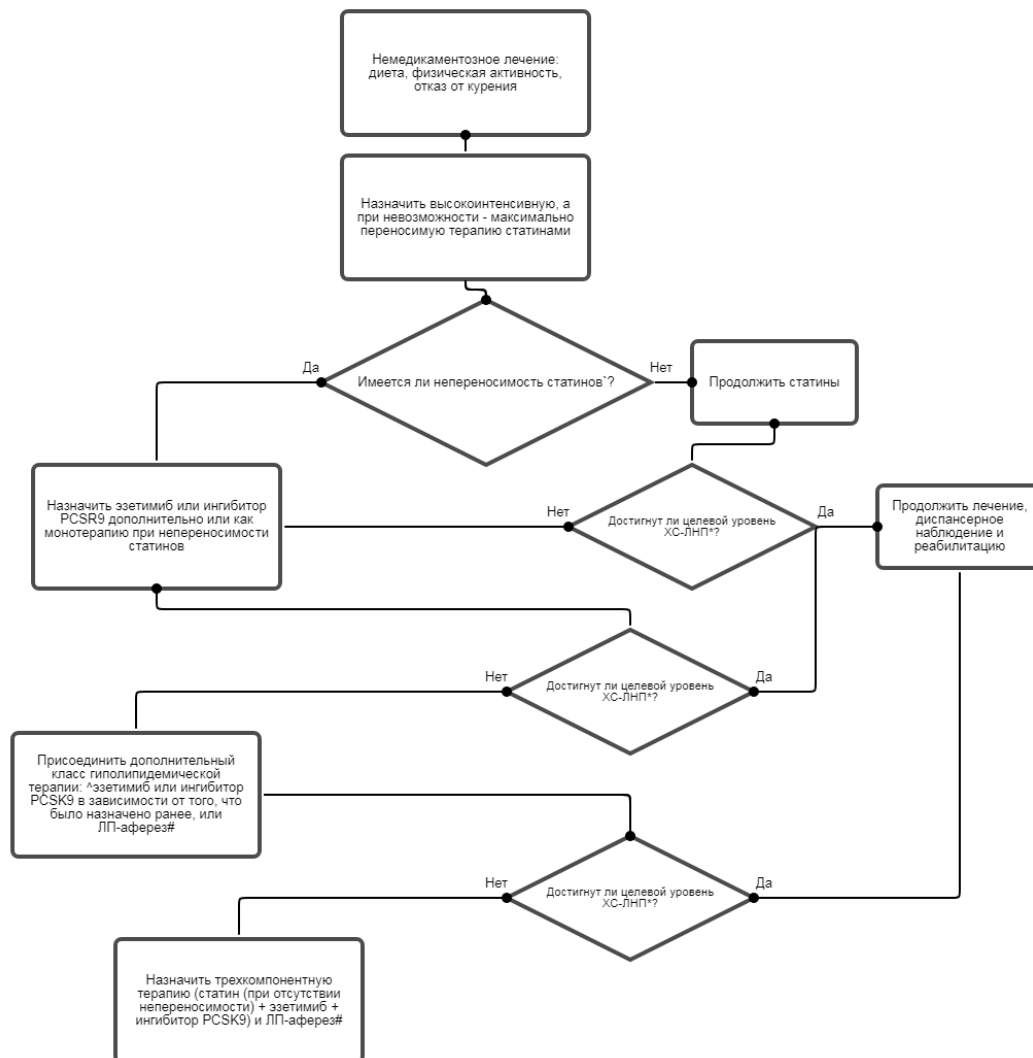 Немедикаментозное лечение:
диета, физическая активность,
отказ от курения
Назначить высокоинтенсивную, а
при невозможности - максимально
переносимую терапию статинами
Да
Имеется ли непереносимость статинов`?
Нет
Продолжить статины
Назначить эзетимиб или ингибитор
PCSR9 дополнительно или как
монотерапию при непереносимости
статинов
Нет
Достигнут ли целевой уровень
ХС-ЛНП*?
Да
Продолжить лечение,
диспансерное
наблюдение и
реабилитацию
Нет
Достигнут ли целевой уровень
ХС-ЛНП*?
Да
Присоединить дополнительный
класс гиполипидемической
терапии: ^эзетимиб или ингибитор
PCSK9 в зависимости от того, что
было назначено ранее, или
ЛП-аферез#
Нет
Достигнут ли целевой уровень
ХС-ЛНП*?
Да
Назначить трехкомпонентную
терапию (статин (при отсутствии
непереносимости) + эзетимиб +
ингибитор PCSK9) и ЛП-аферез#